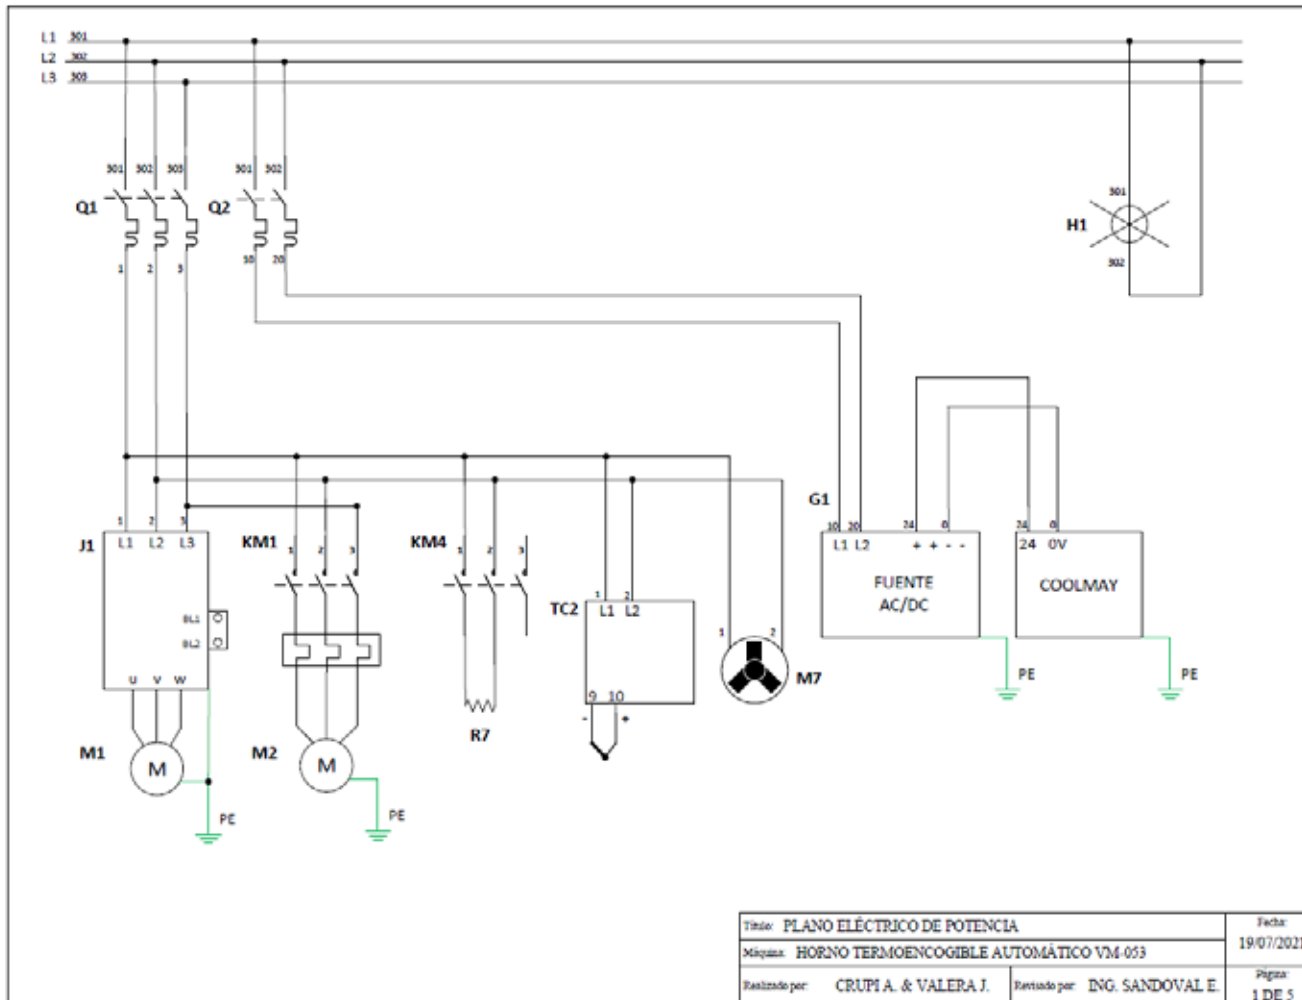 L1 301
L2 302
L3 303
301 302 303
301 302
301
Q1
Q2
H1
302
1 2 3
10 20
G1
1 2 3
10 20 24 0
24 0
J1
L1 L2 L3
KM1
1 2 3
KM4
1 2 3
L1 L2 + + - -
24 0V
FUENTE
AC/DC
COOLMAY
TC2
1 2
L1 L2
BL1
BL2
1 2
M7
PE
PE
U V W
9 10
- +
R7
M1
M
M2
M
PE
PE
Título: PLANO ELÉCTRICO DE POTENCIA
Fecha:
19/07/2021
Máquina: HORNO TERMOENCOGIBLE AUTOMÁTICO VM-053
Realizado por: CRUPI A. & VALERA J.
Revisado por: ING. SANDOVAL E.
Página:
1 DE 5